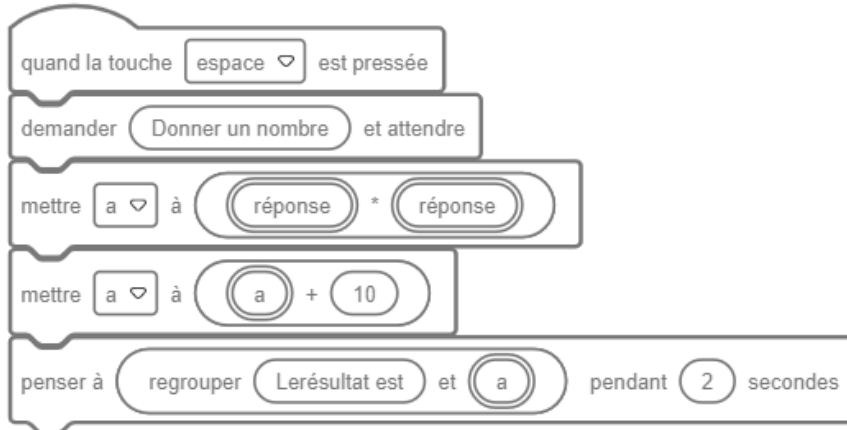 quand la touche espace est pressée
demander Donner un nombre et attendre
mettre a à réponse * réponse
mettre a à a + 10
penser à regrouper Lerésultat est et a pendant 2 secondes